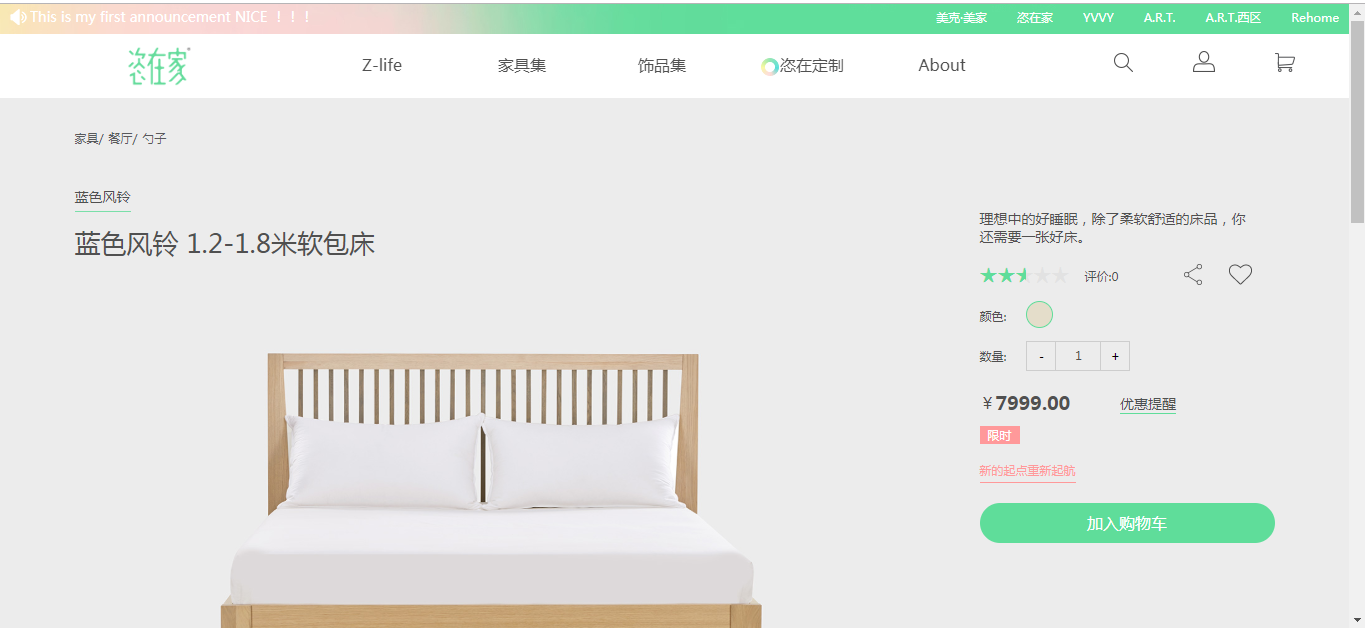 This is my first announcement NICE ！！！
美克·美家 恣在家 YVVY A.R.T. A.R.T.西区 Rehome
恣在家
Z-life 家具集 饰品集 恣在定制 About
家具/ 餐厅/ 勺子
蓝色风铃
蓝色风铃 1.2-1.8米软包床
理想中的好睡眠，除了柔软舒适的床品，你
还需要一张好床。
评价:0
颜色:
数量: - 1 +
￥7999.00 优惠提醒
限时
新的起点重新起航
加入购物车